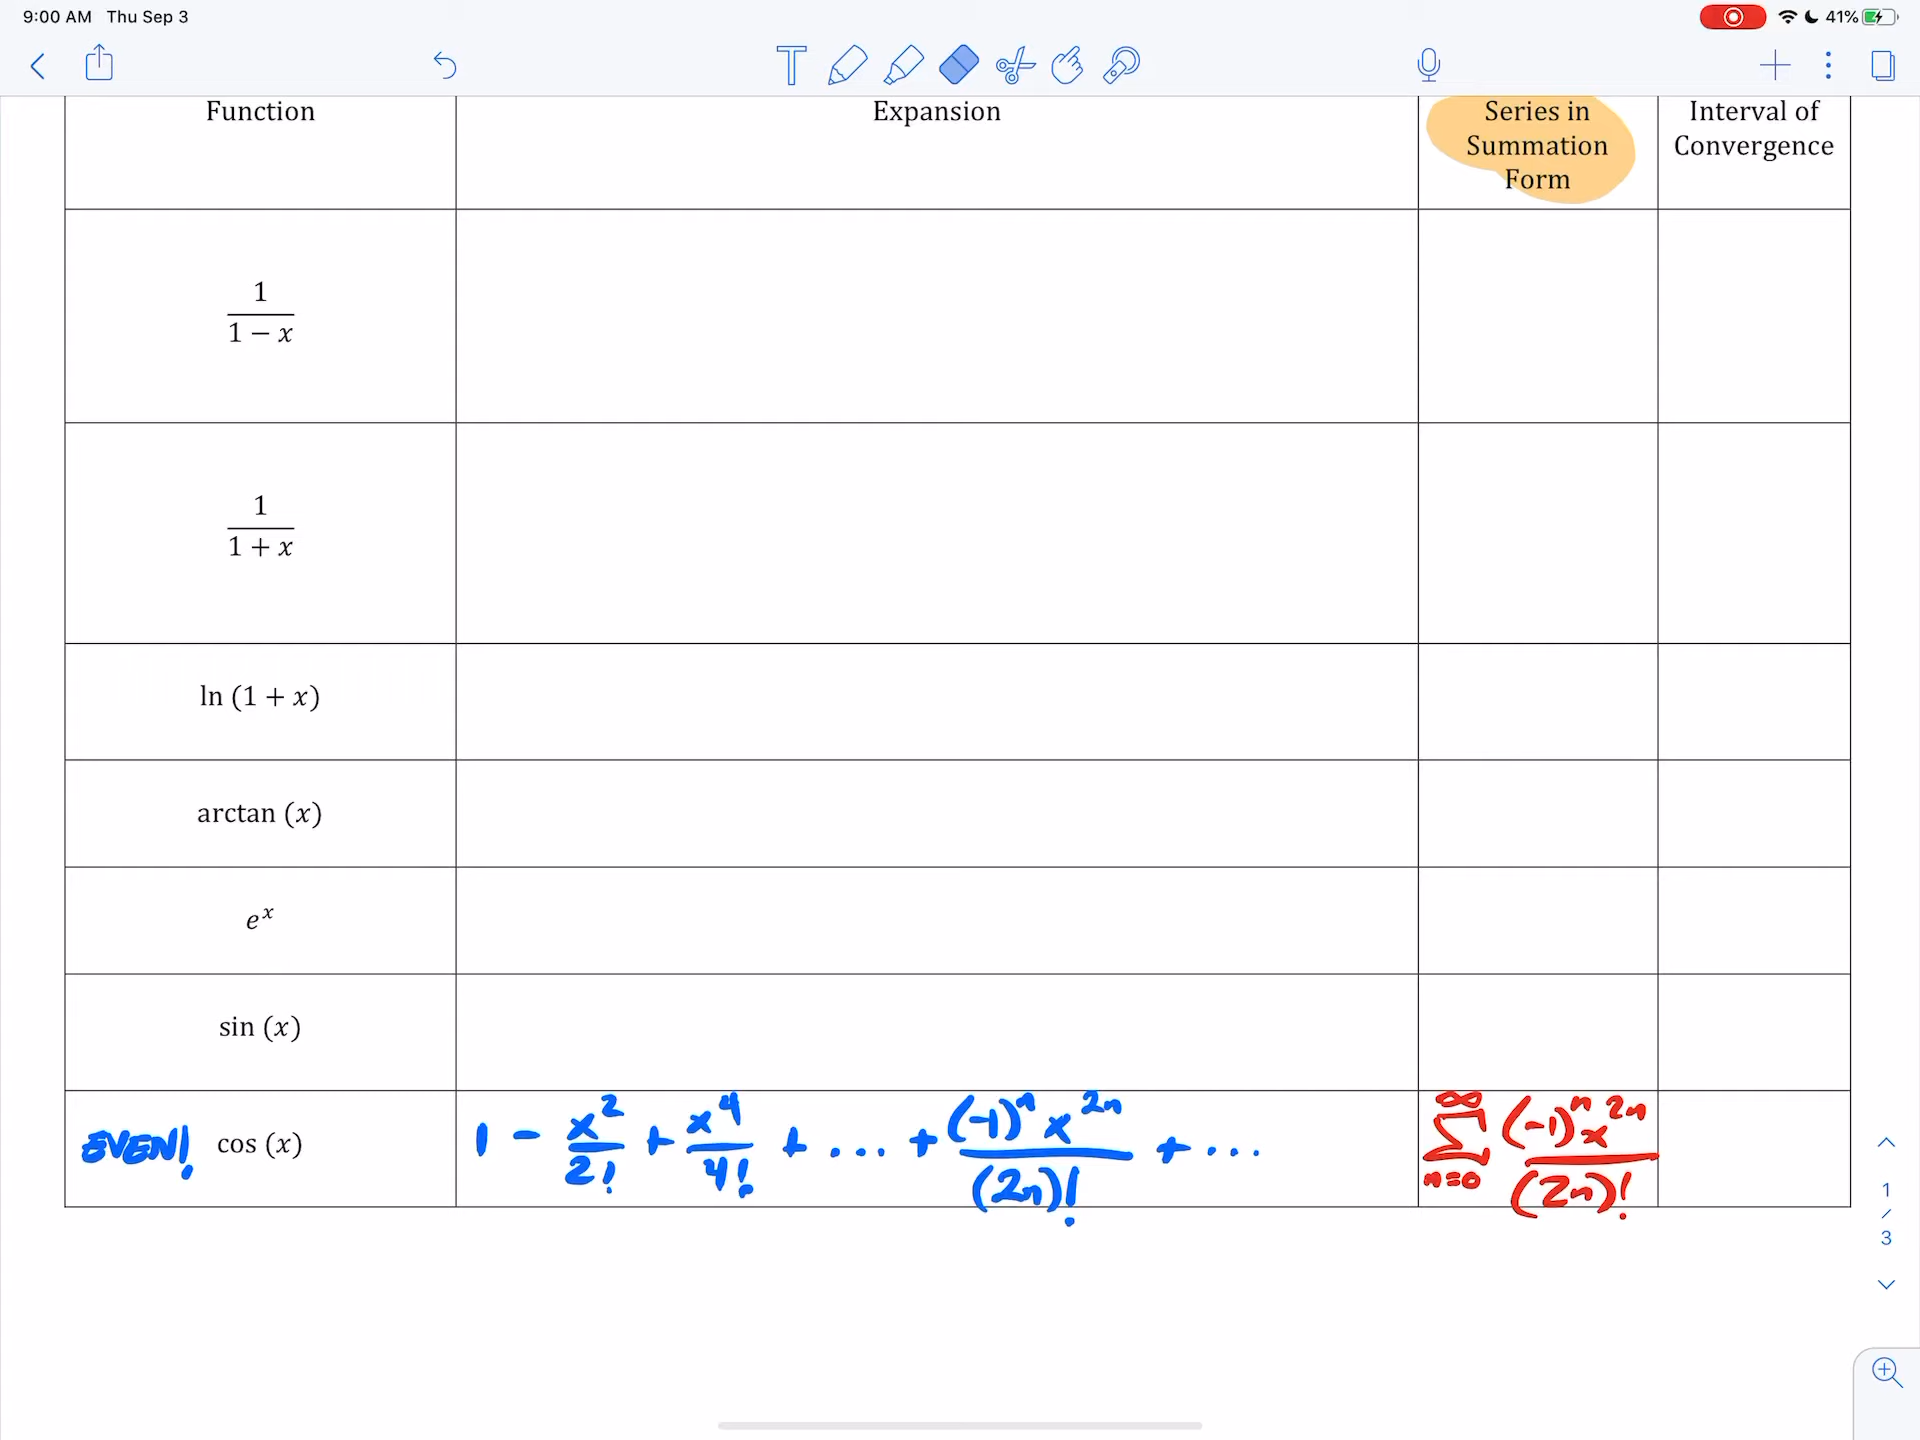 9:00 AM Thu Sep 3
41%
T
Function
Expansion
Series in
Summation
Form
Interval of
Convergence
1
1 − x
1
1 + x
ln (1 + x)
arctan (x)
eˣ
sin (x)
EVEN! cos (x)
1 - x²/2! + x⁴/4! + ... + (-1)ⁿ x²ⁿ/(2n)! + ...
∞ Σ n=0 (-1)ⁿ x²ⁿ/(2n)!
1
/
3